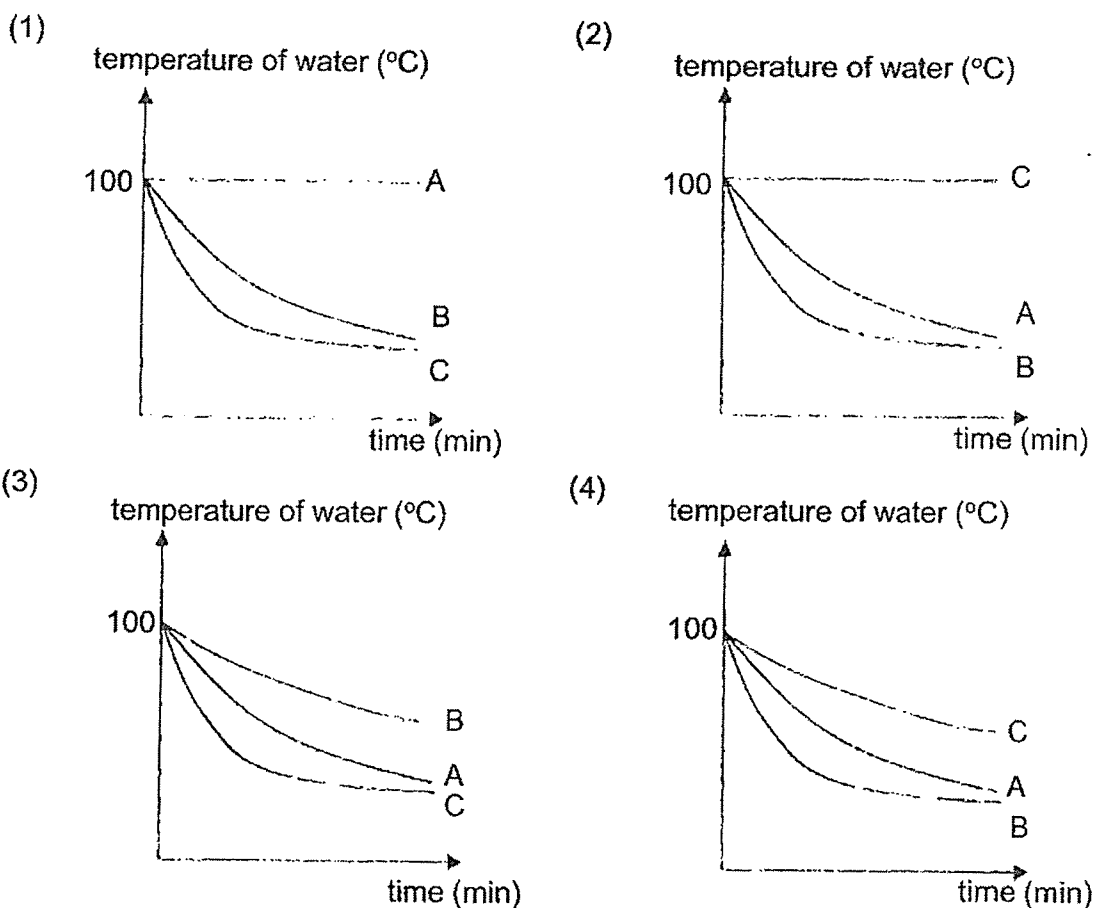 (1)
temperature of water (°C)
100
A
B
C
time (min)
(2)
temperature of water (°C)
100
C
A
B
time (min)
(3)
temperature of water (°C)
100
B
A
C
time (min)
(4)
temperature of water (°C)
100
C
A
B
time (min)